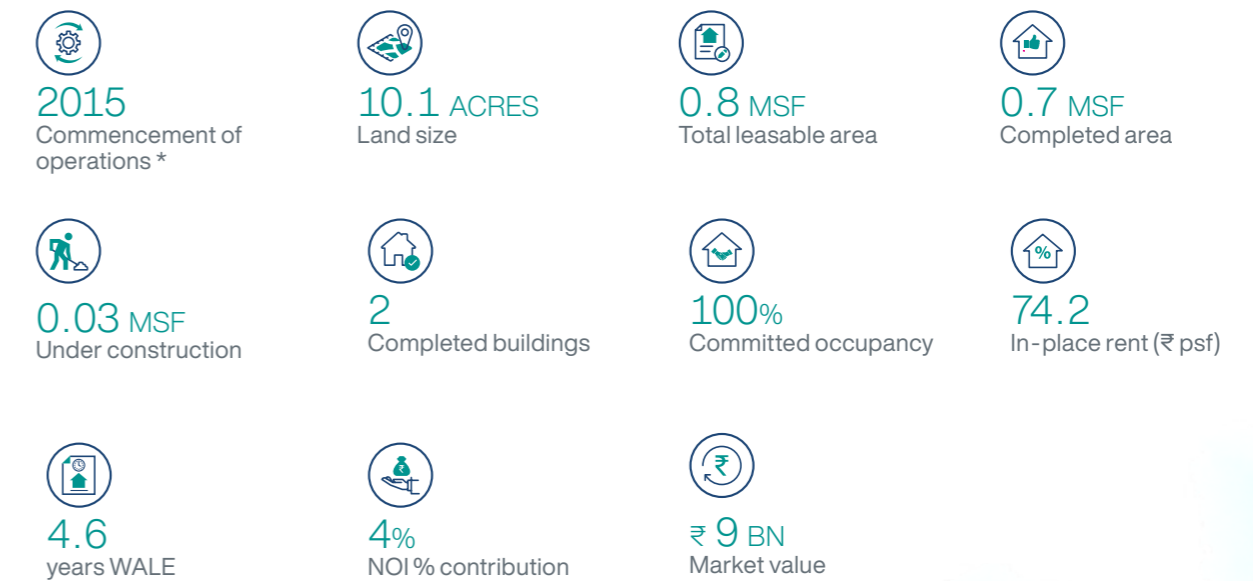 2015
Commencement of
operations *
10.1 ACRES
Land size
0.8 MSF
Total leasable area
0.7 MSF
Completed area
0.03 MSF
Under construction
2
Completed buildings
100%
Committed occupancy
%
74.2
In-place rent (₹ psf)
4.6
years WALE
₹
4%
NOI % contribution
₹
₹ 9 BN
Market value